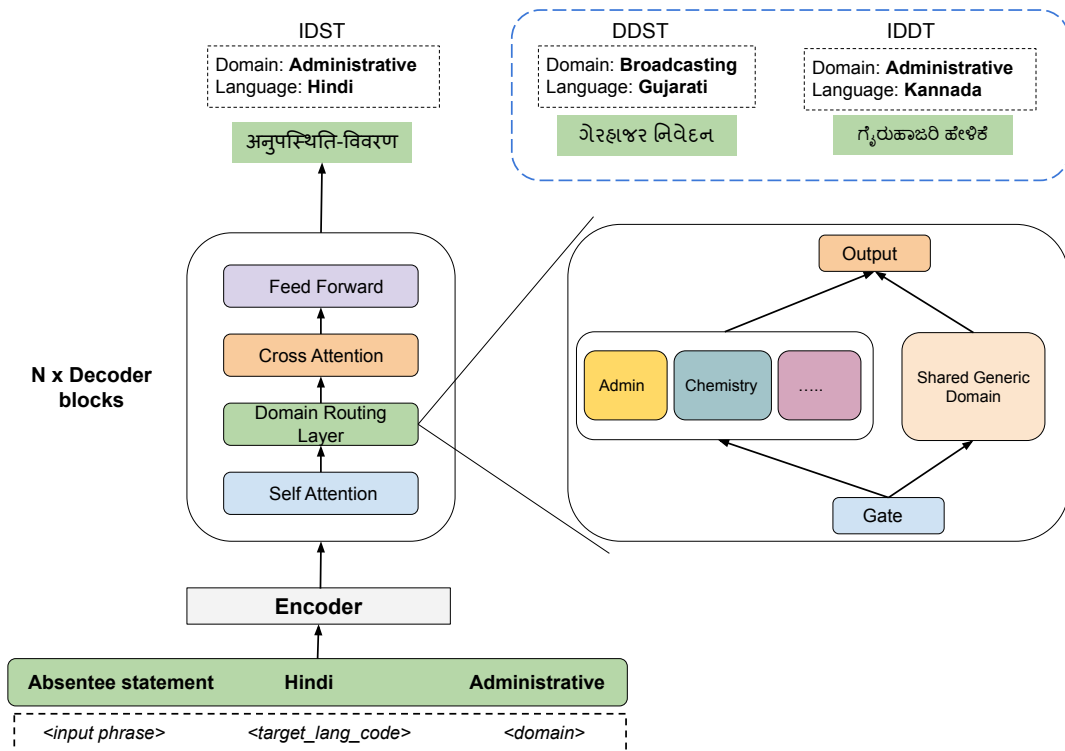 IDST
Domain: Administrative
Language: Hindi
अनुपस्थिति-विवरण
DDST
Domain: Broadcasting
Language: Gujarati
ગેરહાજર નિવેદન
IDDT
Domain: Administrative
Language: Kannada
ಗೈರುಹಾಜರಿ ಹೇಳಿಕೆ
N x Decoder
blocks
Feed Forward
Cross Attention
Domain Routing
Layer
Self Attention
Output
Admin
Chemistry
.....
Shared Generic
Domain
Gate
Encoder
Absentee statement Hindi Administrative
<input phrase> <target_lang_code> <domain>